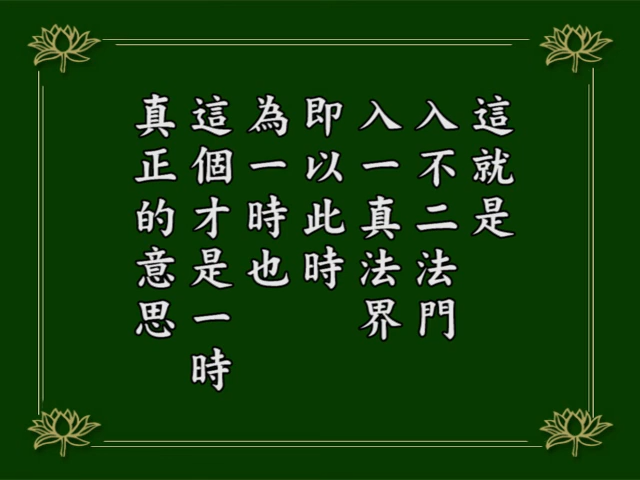 這就是
入不二法門
入一真法界
即以此時
為一時也
這個才是一時
真正的意思